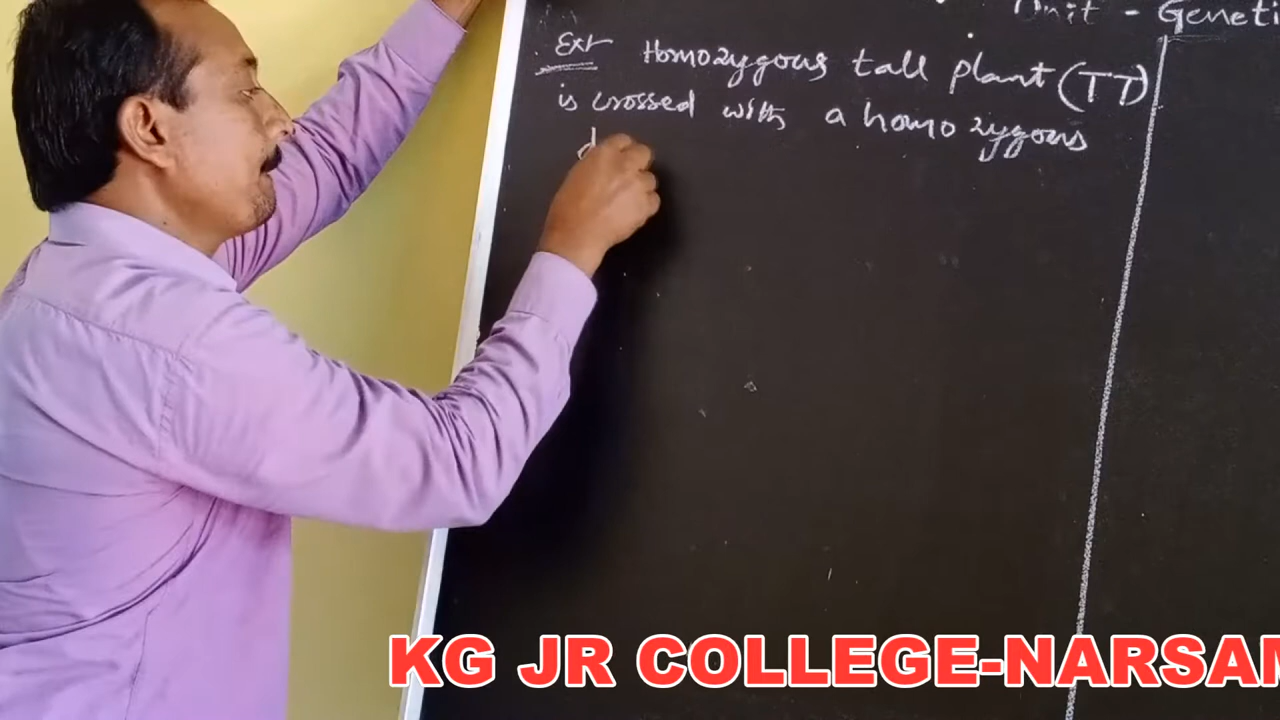 Unit - Geneti
Ex:- Homozygous tall plant (TT)
is crossed with a homozygous
d
KG JR COLLEGE-NARSAM